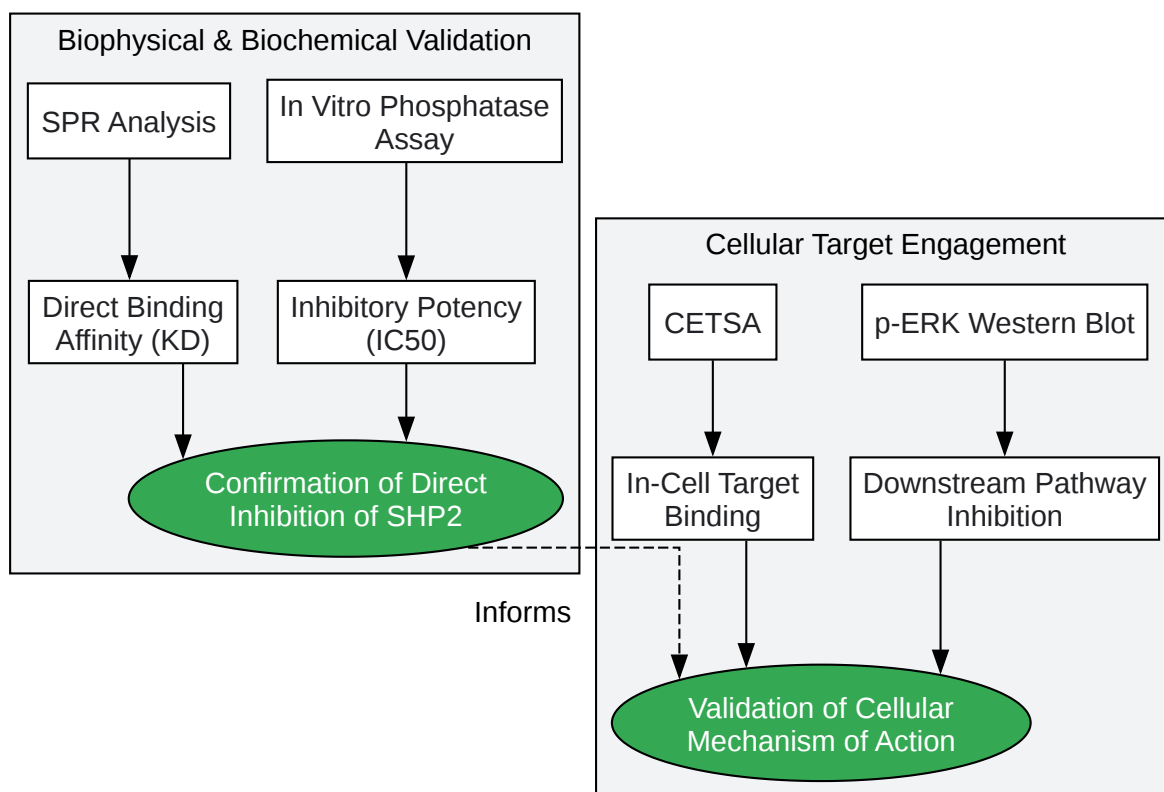 Biophysical & Biochemical Validation
SPR Analysis
In Vitro Phosphatase
Assay
Direct Binding
Affinity (KD)
Inhibitory Potency
(IC50)
Confirmation of Direct
Inhibition of SHP2
Informs
Cellular Target Engagement
CETSA
p-ERK Western Blot
In-Cell Target
Binding
Downstream Pathway
Inhibition
Validation of Cellular
Mechanism of Action